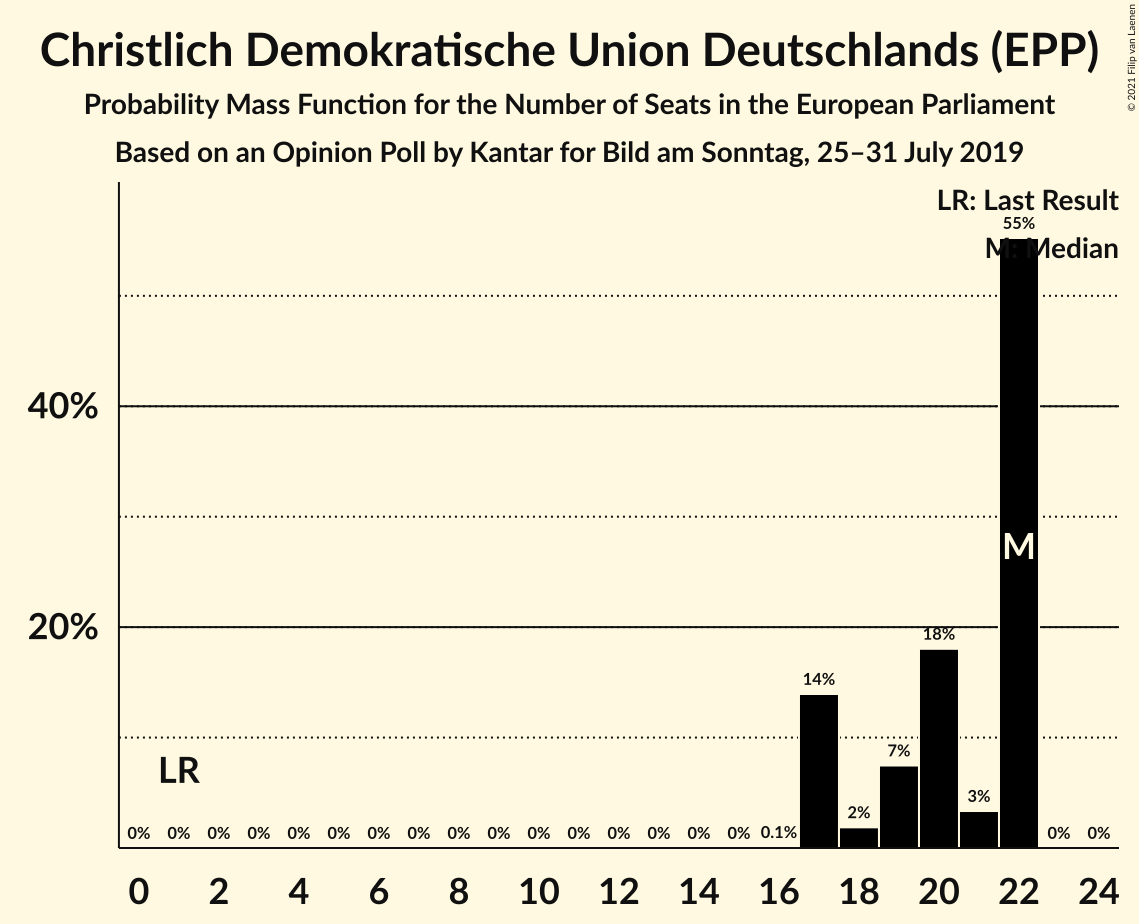 Christlich Demokratische Union Deutschlands (EPP)
Probability Mass Function for the Number of Seats in the European Parliament
Based on an Opinion Poll by Kantar for Bild am Sonntag, 25–31 July 2019
© 2021 Filip van Laenen
LR: Last Result
55%
M: Median
40%
M
20%
18%
14%
7%
LR
3%
2%
0% 0% 0% 0% 0% 0% 0% 0% 0% 0% 0% 0% 0% 0% 0% 0% 0.1% 0% 0%
0 2 4 6 8 10 12 14 16 18 20 22 24